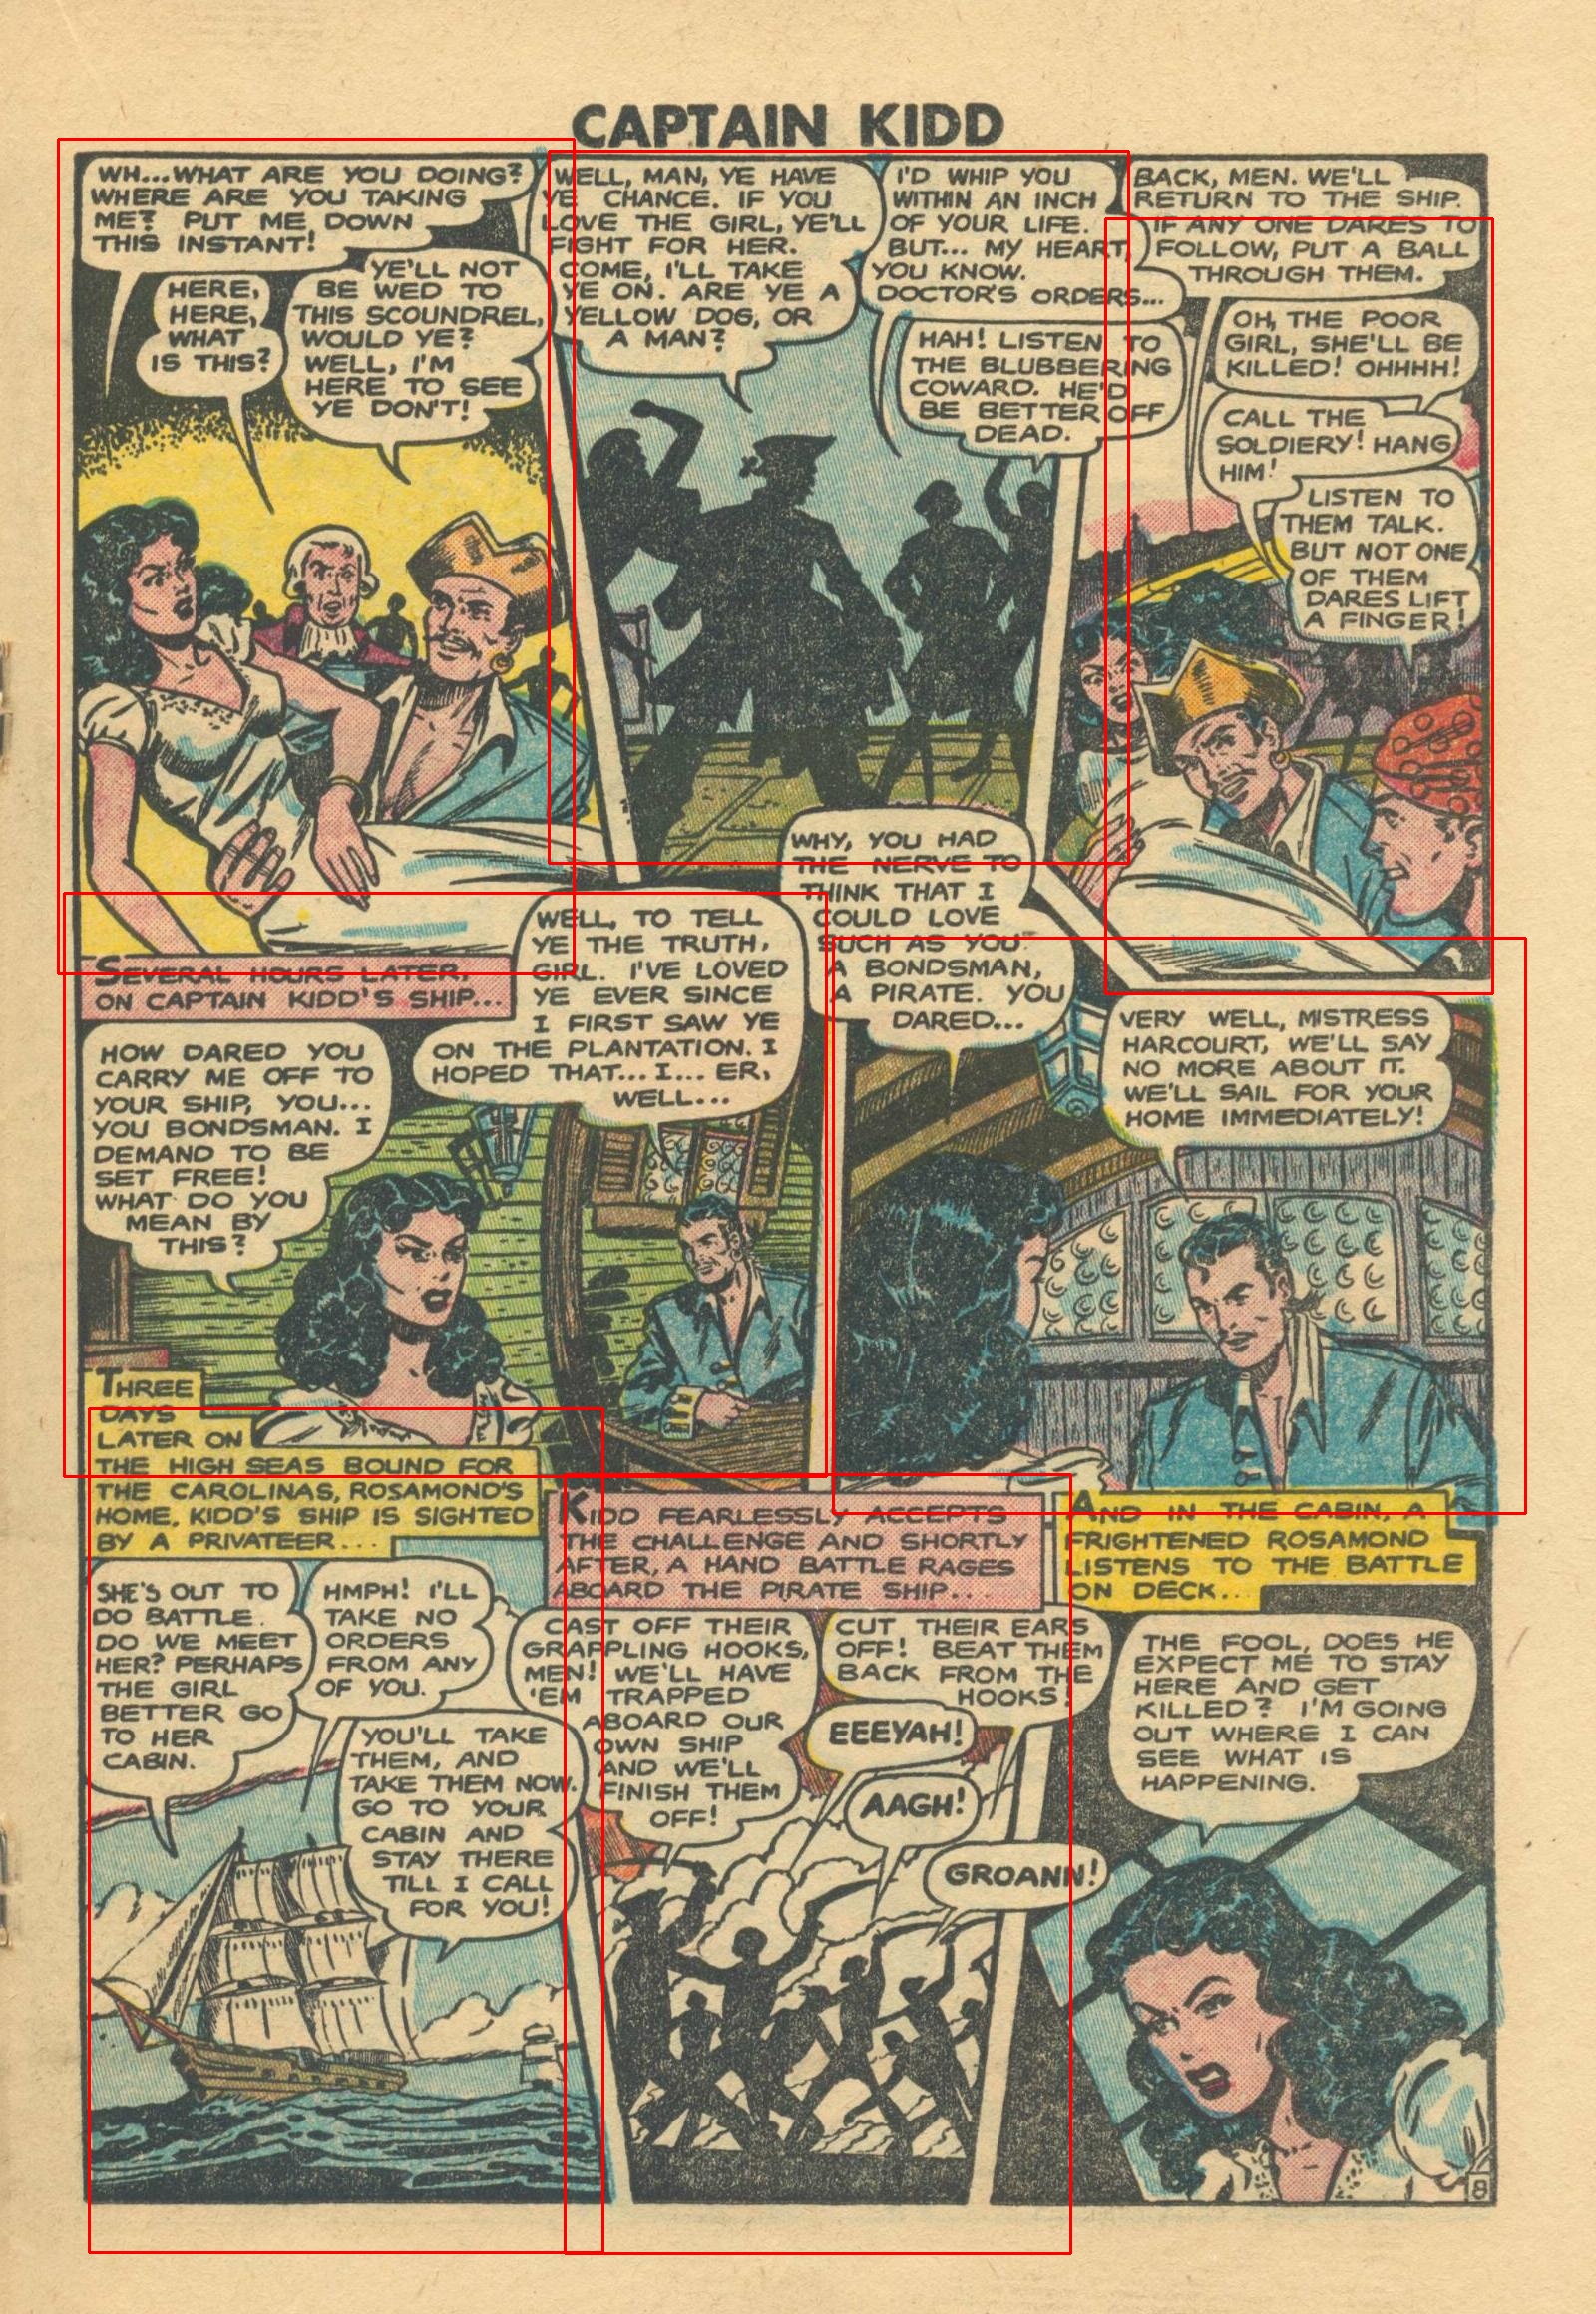 CAPTAIN KIDD
WH...WHAT ARE YOU DOING?
WHERE ARE YOU TAKING
ME? PUT ME DOWN
THIS INSTANT!
HERE,
HERE,
WHAT
IS THIS?
YE'LL NOT
BE WED TO
THIS SCOUNDREL,
WOULD YE?
WELL, I'M
HERE TO SEE
YE DON'T!
WELL, MAN, YE HAVE
YE CHANCE. IF YOU
LOVE THE GIRL, YE'LL
FIGHT FOR HER.
COME, I'LL TAKE
YE ON. ARE YE A
YELLOW DOG, OR
A MAN?
I'D WHIP YOU
WITHIN AN INCH
OF YOUR LIFE.
BUT... MY HEART,
YOU KNOW.
DOCTOR'S ORDERS...
HAH! LISTEN TO
THE BLUBBERING
COWARD. HE'D
BE BETTER OFF
DEAD.
BACK, MEN. WE'LL
RETURN TO THE SHIP.
IF ANY ONE DARES TO
FOLLOW, PUT A BALL
THROUGH THEM.
OH, THE POOR
GIRL, SHE'LL BE
KILLED! OHHHH!
CALL THE
SOLDIERY! HANG
HIM!
LISTEN TO
THEM TALK.
BUT NOT ONE
OF THEM
DARES LIFT
A FINGER!
SEVERAL HOURS LATER,
ON CAPTAIN KIDD'S SHIP...
HOW DARED YOU
CARRY ME OFF TO
YOUR SHIP, YOU...
YOU BONDSMAN. I
DEMAND TO BE
SET FREE!
WHAT DO YOU
MEAN BY
THIS?
WELL, TO TELL
YE THE TRUTH,
GIRL. I'VE LOVED
YE EVER SINCE
I FIRST SAW YE
ON THE PLANTATION. I
HOPED THAT... I... ER,
WELL...
WHY, YOU HAD
THE NERVE TO
THINK THAT I
COULD LOVE
SUCH AS YOU?
A BONDSMAN,
A PIRATE. YOU
DARED...
VERY WELL, MISTRESS
HARCOURT, WE'LL SAY
NO MORE ABOUT IT.
WE'LL SAIL FOR YOUR
HOME IMMEDIATELY!
THREE
DAYS
LATER ON
THE HIGH SEAS BOUND FOR
THE CAROLINAS, ROSAMOND'S
HOME, KIDD'S SHIP IS SIGHTED
BY A PRIVATEER...
SHE'S OUT TO
DO BATTLE.
DO WE MEET
HER? PERHAPS
THE GIRL
BETTER GO
TO HER
CABIN.
HMPH! I'LL
TAKE NO
ORDERS
FROM ANY
OF YOU.
YOU'LL TAKE
THEM, AND
TAKE THEM NOW.
GO TO YOUR
CABIN AND
STAY THERE
TILL I CALL
FOR YOU!
KIDD FEARLESSLY ACCEPTS
THE CHALLENGE AND SHORTLY
AFTER, A HAND BATTLE RAGES
ABOARD THE PIRATE SHIP...
CAST OFF THEIR
GRAPPLING HOOKS,
MEN! WE'LL HAVE
'EM TRAPPED
ABOARD OUR
OWN SHIP
AND WE'LL
FINISH THEM
OFF!
CUT THEIR EARS
OFF! BEAT THEM
BACK FROM THE
HOOKS!
EEEYAH!
AAGH!
GROANN!
AND IN THE CABIN, A
FRIGHTENED ROSAMOND
LISTENS TO THE BATTLE
ON DECK...
THE FOOL, DOES HE
EXPECT ME TO STAY
HERE AND GET
KILLED? I'M GOING
OUT WHERE I CAN
SEE WHAT IS
HAPPENING.
8